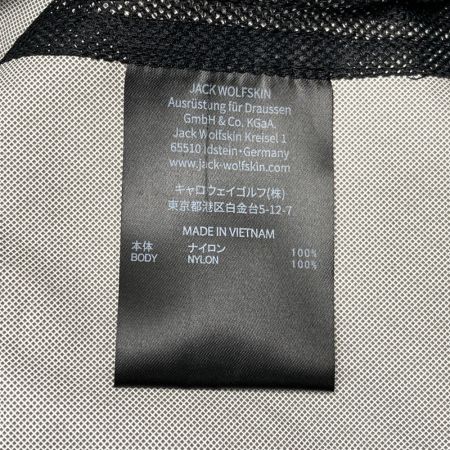 JACK WOLFSKIN
Ausrüstung für Draussen
GmbH & Co. KGaA.
Jack Wolfskin Kreisel 1
65510 Idstein・Germany
www.jack-wolfskin.com
キャロウェイゴルフ(株)
東京都港区白金台5-12-7
MADE IN VIETNAM
本体 ナイロン 100%
BODY NYLON 100%